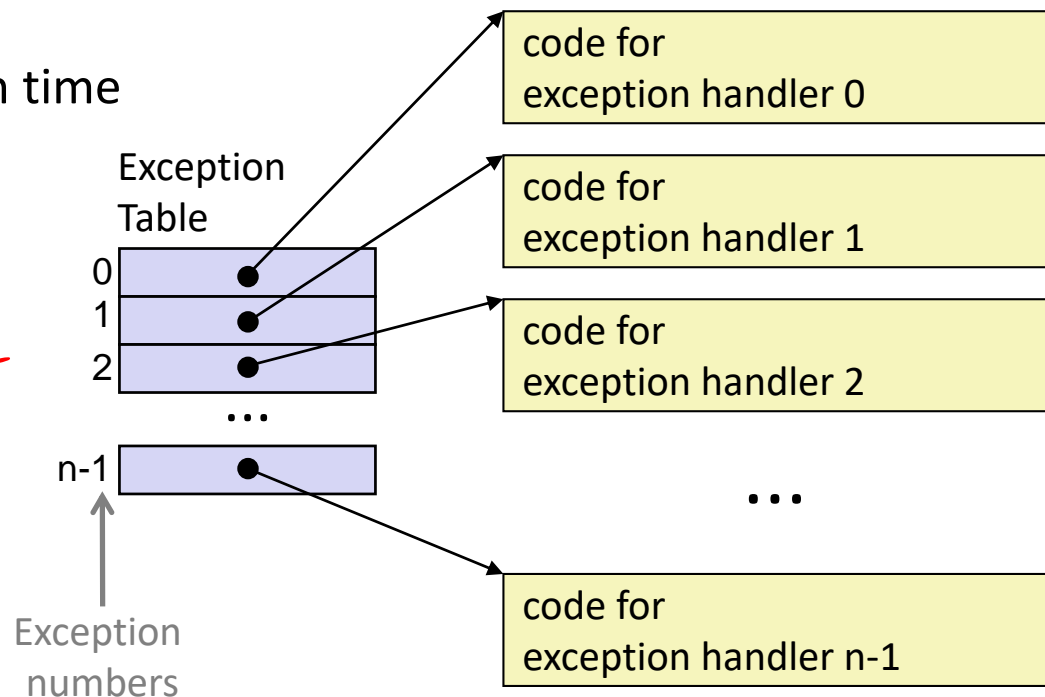 n time
Exception
Table
0
1
2
...
n-1
Exception
numbers
code for
exception handler 0
code for
exception handler 1
code for
exception handler 2
...
code for
exception handler n-1